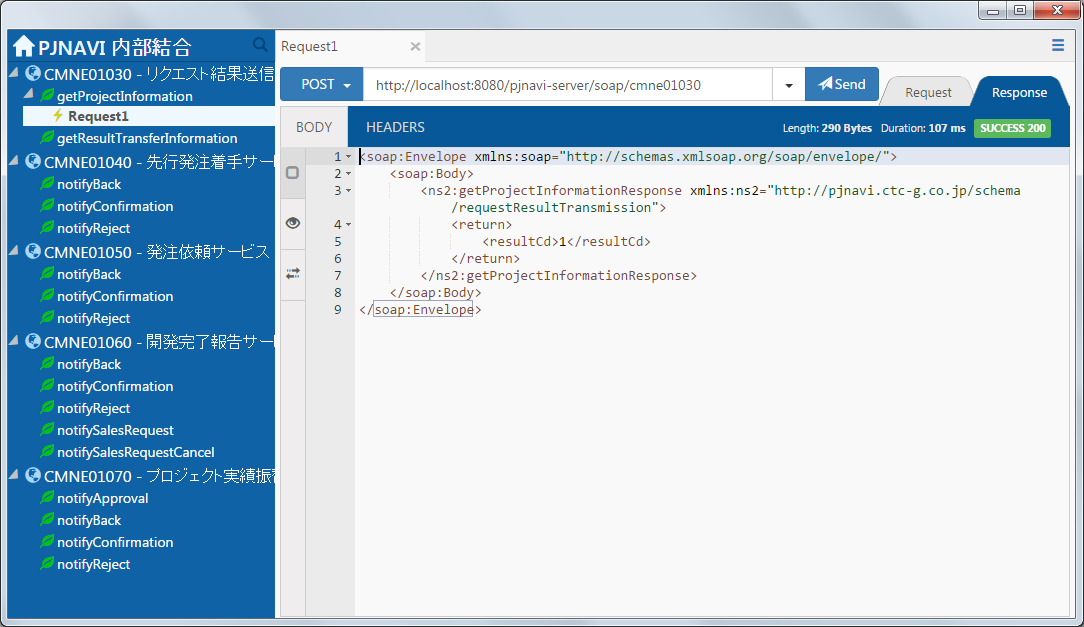 PJNAVI 内部結合
CMNE01030 - リクエスト結果送信
getProjectInformation
Request1
getResultTransferInformation
CMNE01040 - 先行発注着手サー
notifyBack
notifyConfirmation
notifyReject
CMNE01050 - 発注依頼サービス
notifyBack
notifyConfirmation
notifyReject
CMNE01060 - 開発完了報告サー
notifyBack
notifyConfirmation
notifyReject
notifySalesRequest
notifySalesRequestCancel
CMNE01070 - プロジェクト実績振
notifyApproval
notifyBack
notifyConfirmation
notifyReject
Request1
POST http://localhost:8080/pjnavi-server/soap/cmne01030 Send Request Response
BODY HEADERS Length: 290 Bytes Duration: 107 ms SUCCESS 200
1 <soap:Envelope xmlns:soap="http://schemas.xmlsoap.org/soap/envelope/">
2 <soap:Body>
3 <ns2:getProjectInformationResponse xmlns:ns2="http://pjnavi.ctc-g.co.jp/schema
/requestResultTransmission">
4 <return>
5 <resultCd>1</resultCd>
6 </return>
7 </ns2:getProjectInformationResponse>
8 </soap:Body>
9 </soap:Envelope>